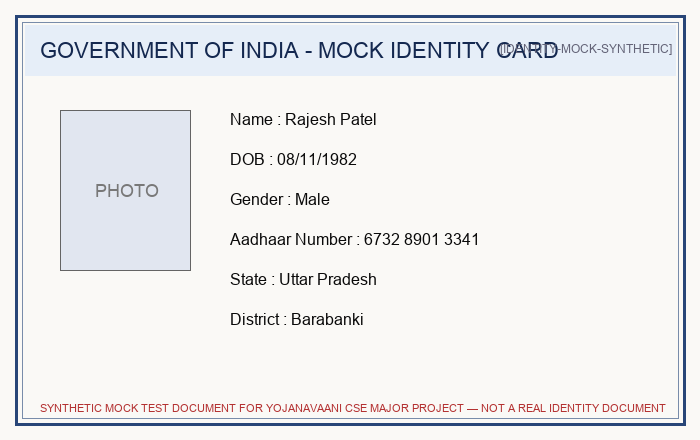 GOVERNMENT OF INDIA - MOCK IDENTITY CARD
[IDENTITY-MOCK-SYNTHETIC]
PHOTO
Name : Rajesh Patel
DOB : 08/11/1982
Gender : Male
Aadhaar Number : 6732 8901 3341
State : Uttar Pradesh
District : Barabanki
SYNTHETIC MOCK TEST DOCUMENT FOR YOJANAVAANI CSE MAJOR PROJECT — NOT A REAL IDENTITY DOCUMENT